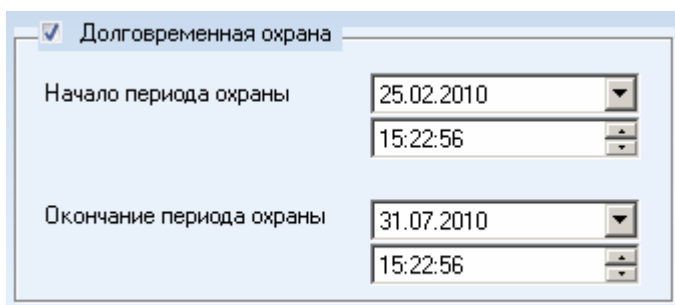 Долговременная охрана
Начало периода охраны 25.02.2010
15:22:56
Окончание периода охраны 31.07.2010
15:22:56